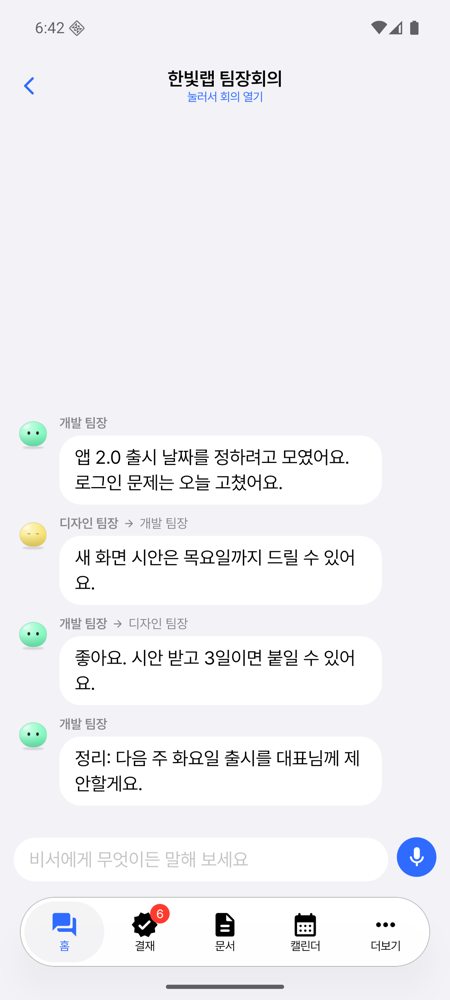 6:42
한빛랩 팀장회의
눌러서 회의 열기
개발 팀장
앱 2.0 출시 날짜를 정하려고 모였어요.
로그인 문제는 오늘 고쳤어요.
디자인 팀장 → 개발 팀장
새 화면 시안은 목요일까지 드릴 수 있어
요.
개발 팀장 → 디자인 팀장
좋아요. 시안 받고 3일이면 붙일 수 있어
요.
개발 팀장
정리: 다음 주 화요일 출시를 대표님께 제
안할게요.
비서에게 무엇이든 말해 보세요
6
홈 결재 문서 캘린더 더보기